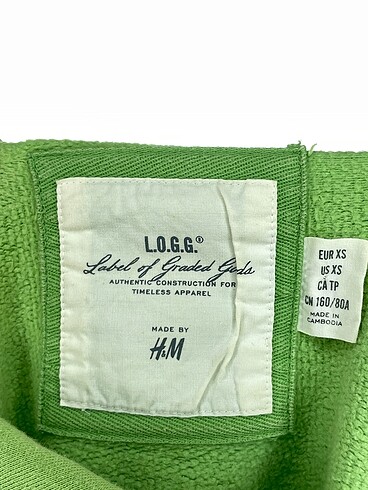 L.O.G.G.®
Label of Graded Gods
AUTHENTIC CONSTRUCTION FOR
TIMELESS APPAREL
MADE BY
H&M
EUR XS
US XS
CA TP
CN 160/80A
MADE IN
CAMBODIA